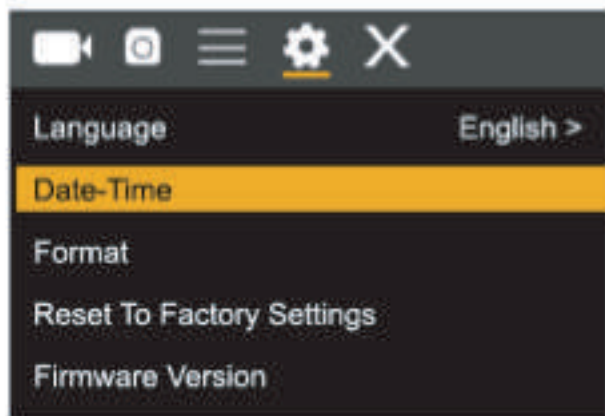 Language English >
Date-Time
Format
Reset To Factory Settings
Firmware Version